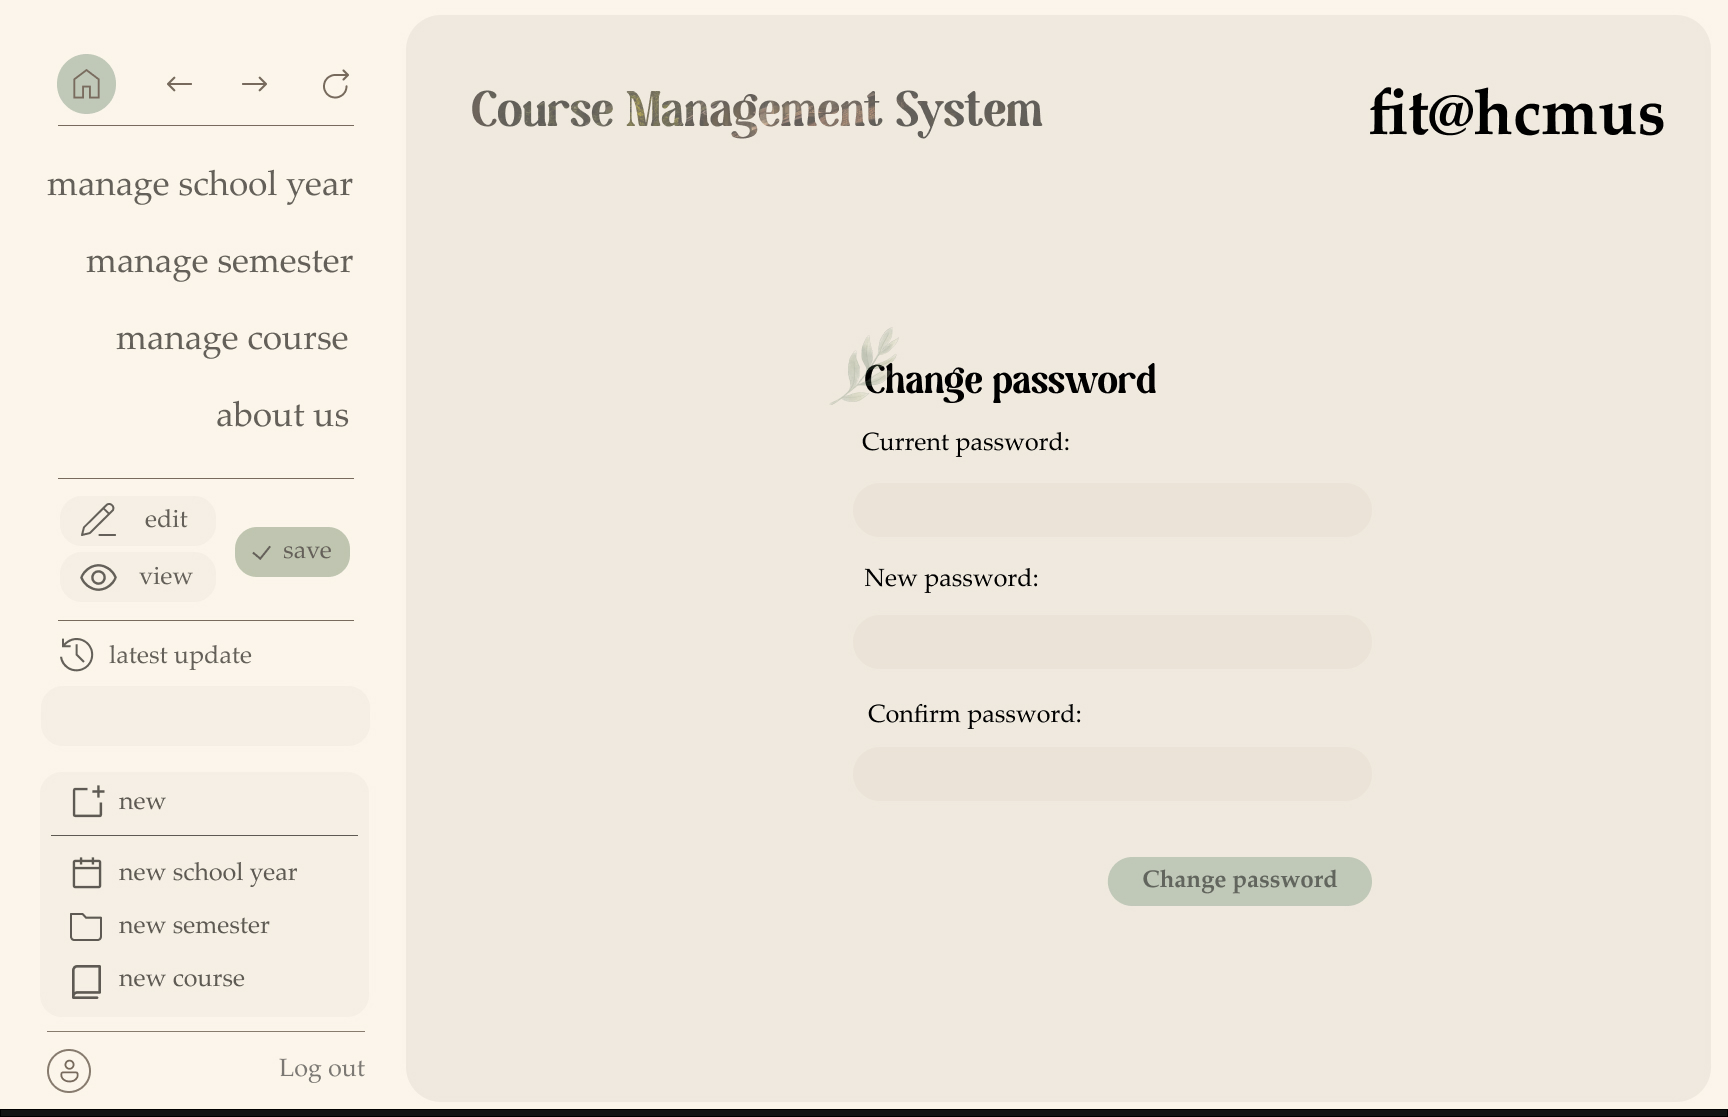 manage school year
manage semester
manage course
about us
edit
view
save
latest update
new
new school year
new semester
new course
Log out
Course Management System
fit@hcmus
Change password
Current password:
New password:
Confirm password:
Change password